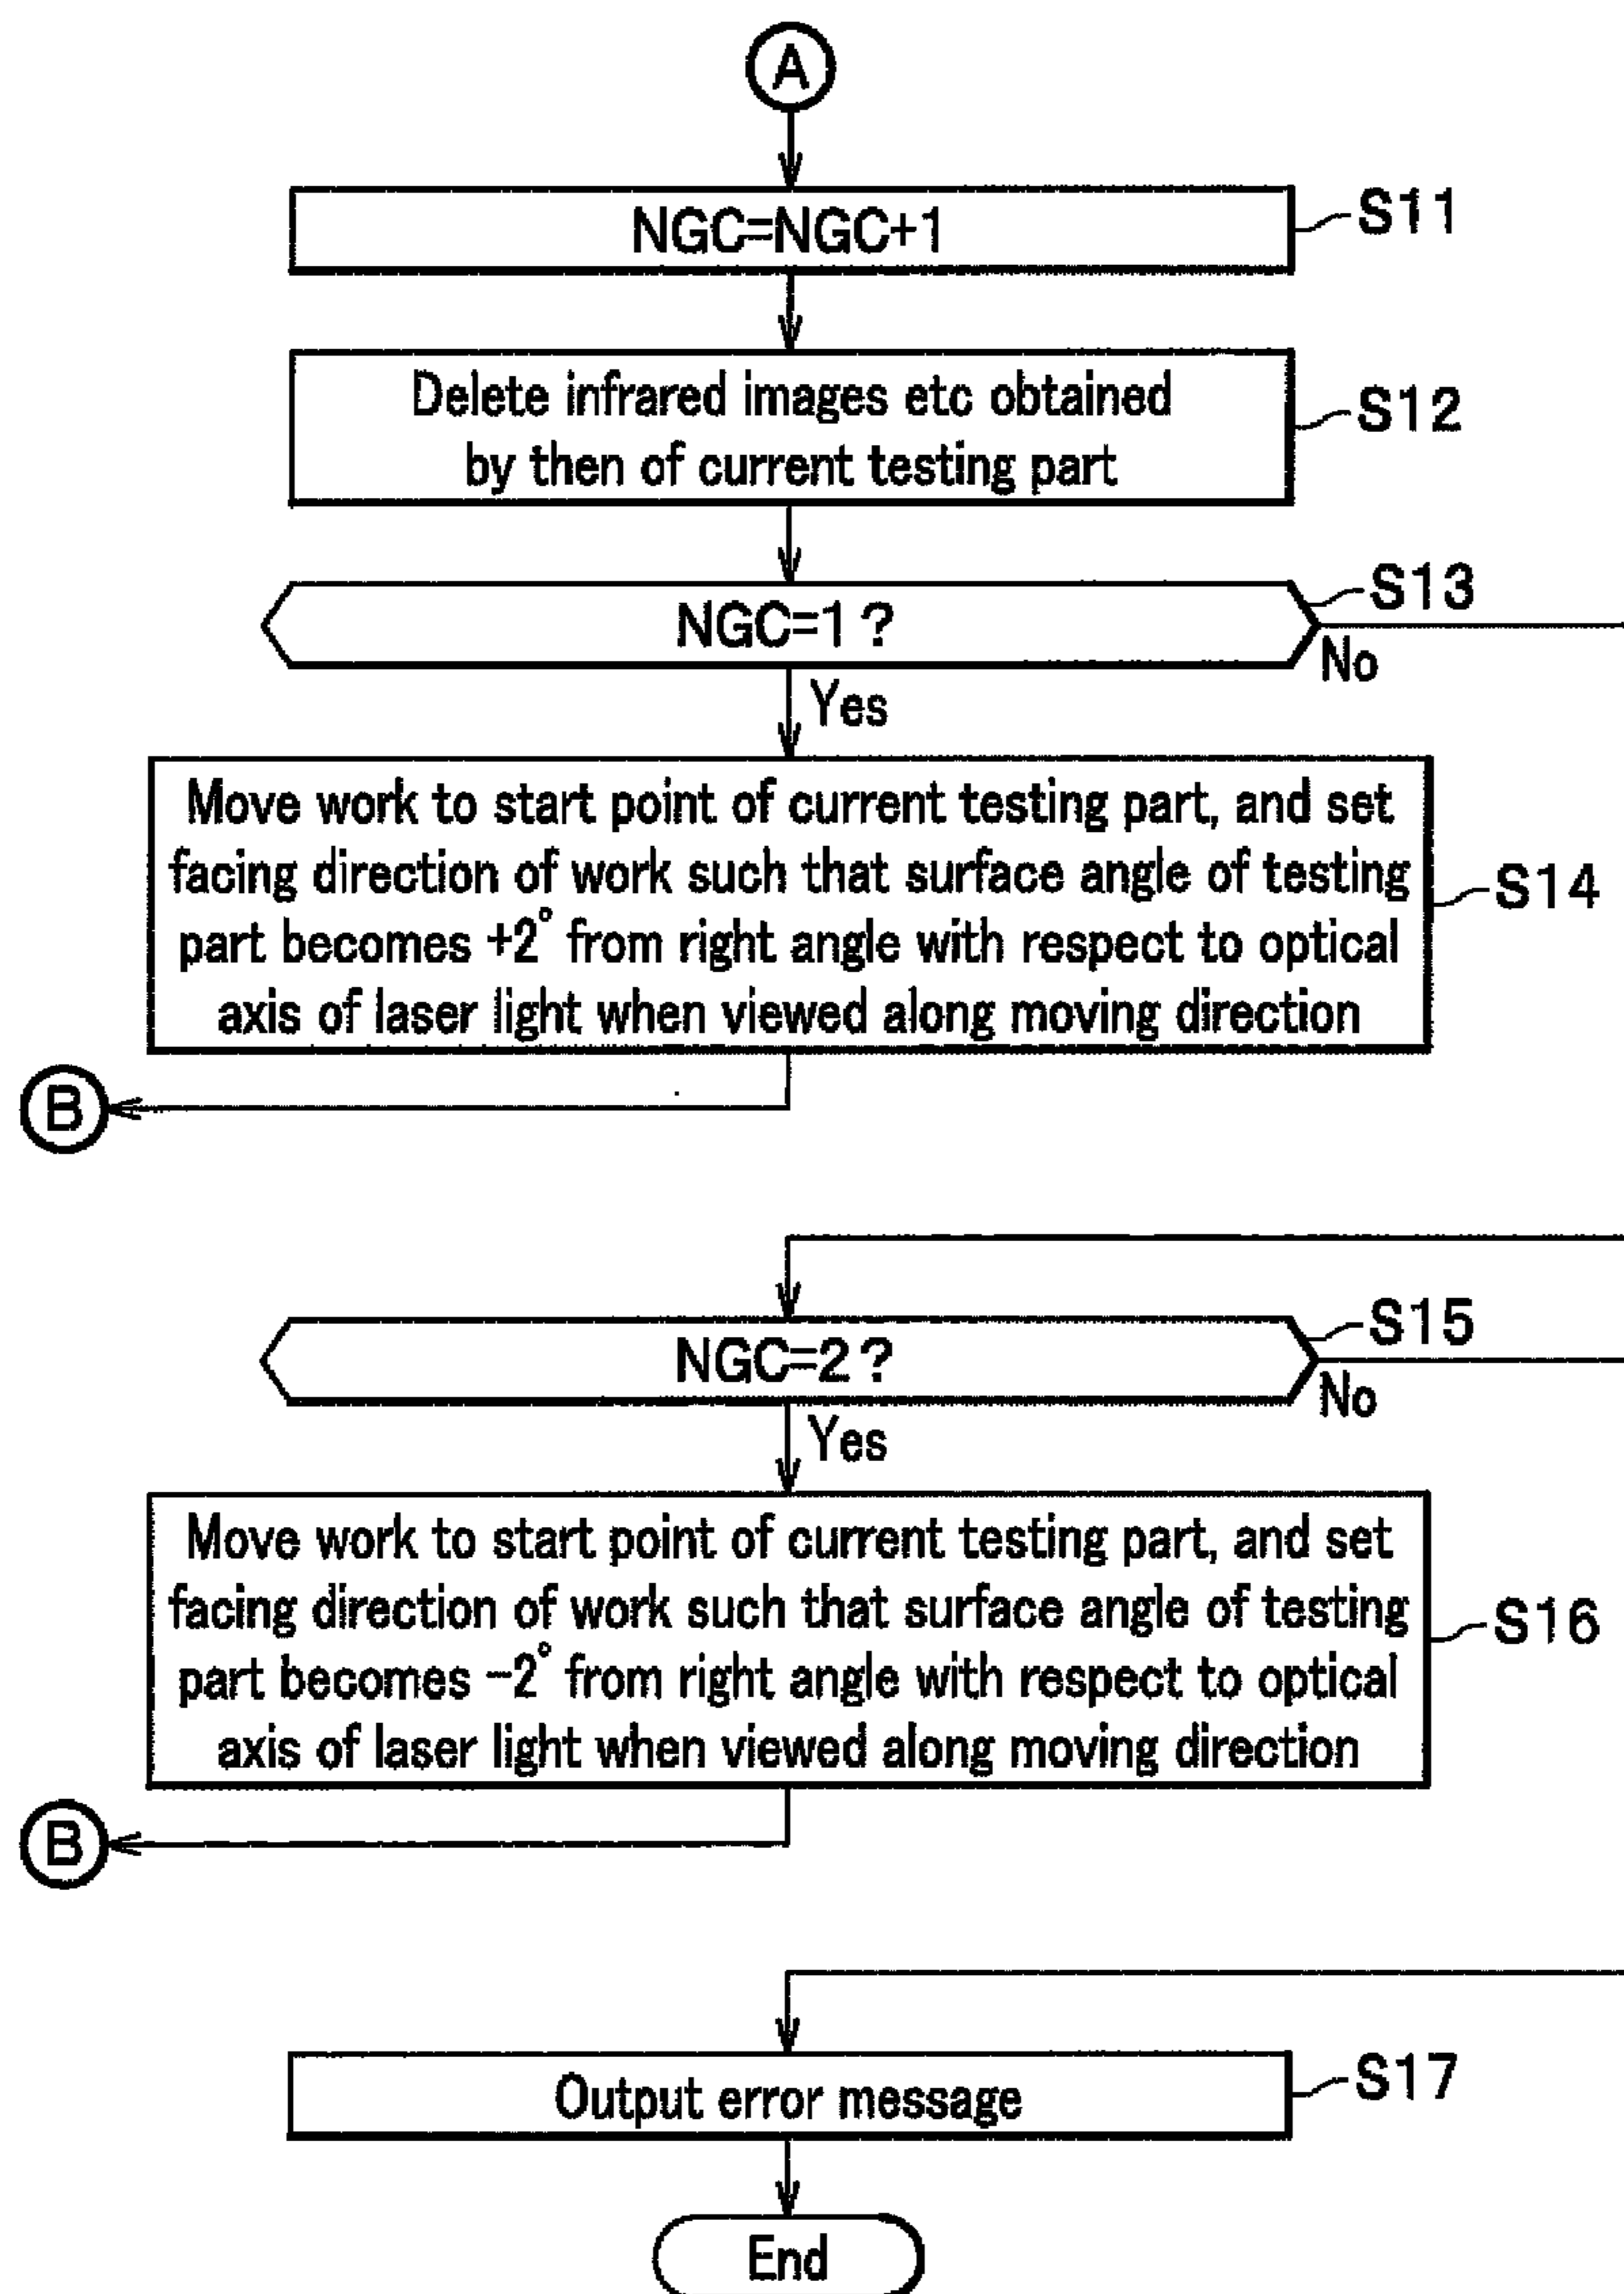 A
NGC=NGC+1
S11
Delete infrared images etc obtained
by then of current testing part
S12
NGC=1?
S13
No
Yes
Move work to start point of current testing part, and set
facing direction of work such that surface angle of testing
part becomes +2° from right angle with respect to optical
axis of laser light when viewed along moving direction
S14
B
NGC=2?
S15
No
Yes
Move work to start point of current testing part, and set
facing direction of work such that surface angle of testing
part becomes −2° from right angle with respect to optical
axis of laser light when viewed along moving direction
S16
B
Output error message
S17
End